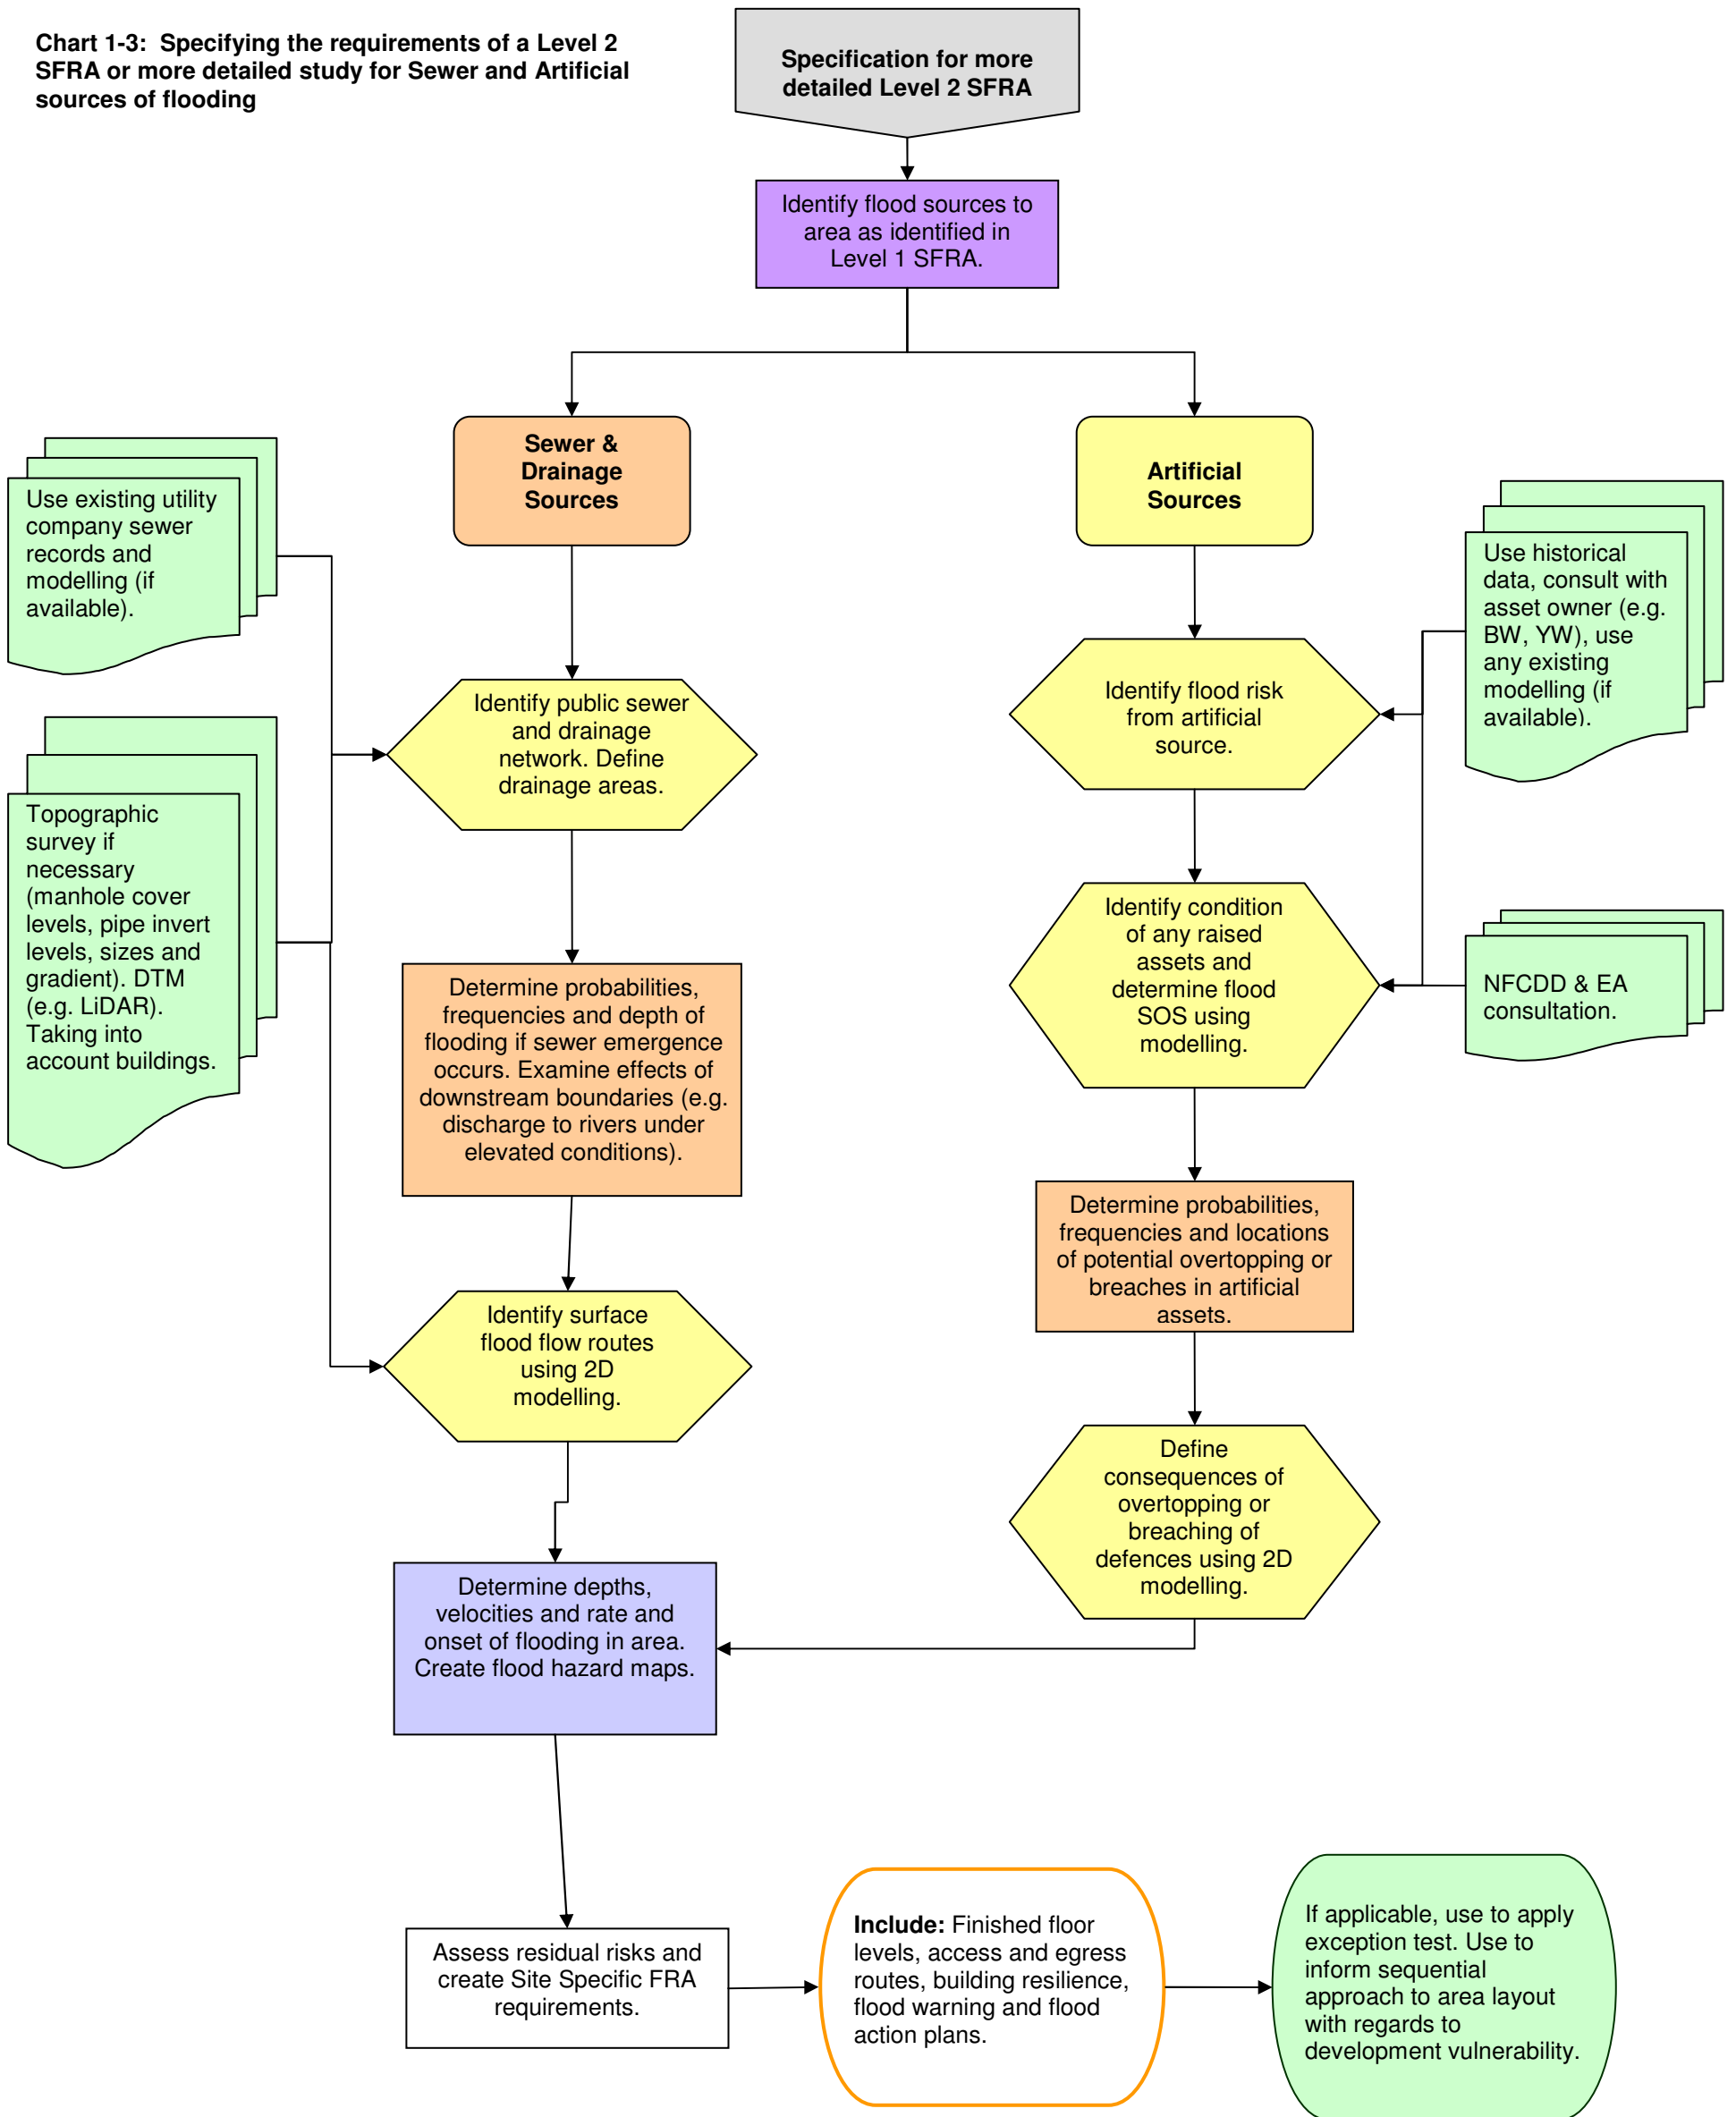 Chart 1-3:  Specifying the requirements of a Level 2
SFRA or more detailed study for Sewer and Artificial
sources of flooding
Specification for more
detailed Level 2 SFRA
Identify flood sources to
area as identified in
Level 1 SFRA.
Sewer &
Drainage
Sources
Artificial
Sources
Use existing utility
company sewer
records and
modelling (if
available).
Use historical
data, consult with
asset owner (e.g.
BW, YW), use
any existing
modelling (if
available).
Identify public sewer
and drainage
network. Define
drainage areas.
Identify flood risk
from artificial
source.
Topographic
survey if
necessary
(manhole cover
levels, pipe invert
levels, sizes and
gradient). DTM
(e.g. LiDAR).
Taking into
account buildings.
Identify condition
of any raised
assets and
determine flood
SOS using
modelling.
NFCDD & EA
consultation.
Determine probabilities,
frequencies and depth of
flooding if sewer emergence
occurs. Examine effects of
downstream boundaries (e.g.
discharge to rivers under
elevated conditions).
Determine probabilities,
frequencies and locations
of potential overtopping or
breaches in artificial
assets.
Identify surface
flood flow routes
using 2D
modelling.
Define
consequences of
overtopping or
breaching of
defences using 2D
modelling.
Determine depths,
velocities and rate and
onset of flooding in area.
Create flood hazard maps.
Assess residual risks and
create Site Specific FRA
requirements.
Include: Finished floor
levels, access and egress
routes, building resilience,
flood warning and flood
action plans.
If applicable, use to apply
exception test. Use to
inform sequential
approach to area layout
with regards to
development vulnerability.